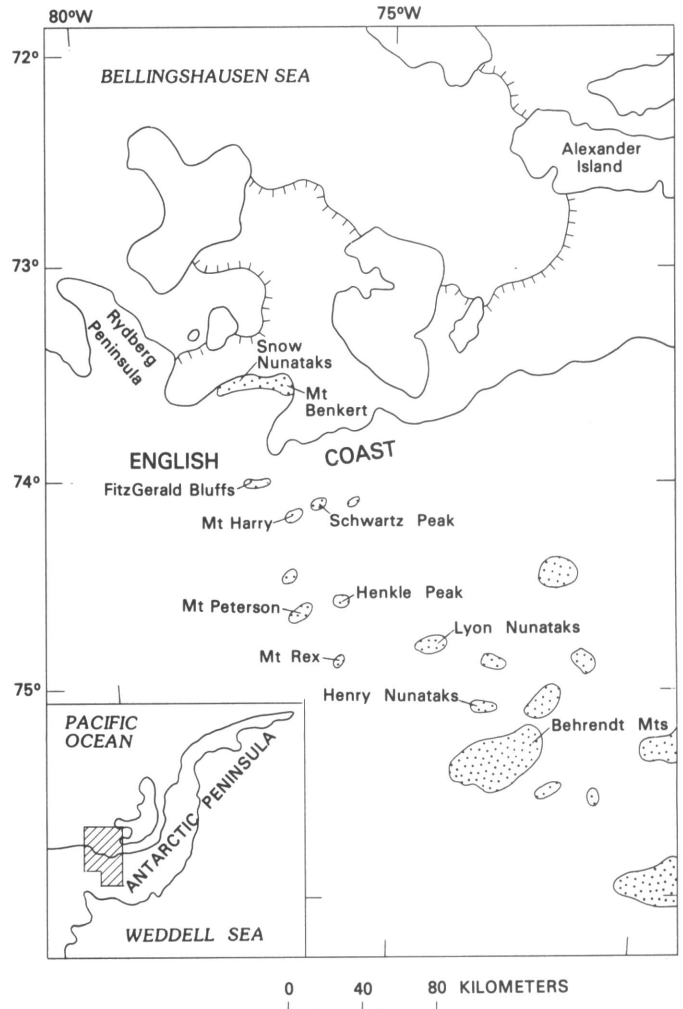 80°W
75°W
72°
BELLINGSHAUSEN SEA
Alexander
Island
73°
Rydberg
Peninsula
Snow
Nunataks
Mt
Benkert
ENGLISH
COAST
74°
FitzGerald Bluffs
Mt Harry
Schwartz Peak
Henkle Peak
Mt Peterson
Lyon Nunataks
Mt Rex
75°
Henry Nunataks
Behrendt Mts
PACIFIC
OCEAN
ANTARCTIC PENINSULA
WEDDELL SEA
0 40 80 KILOMETERS